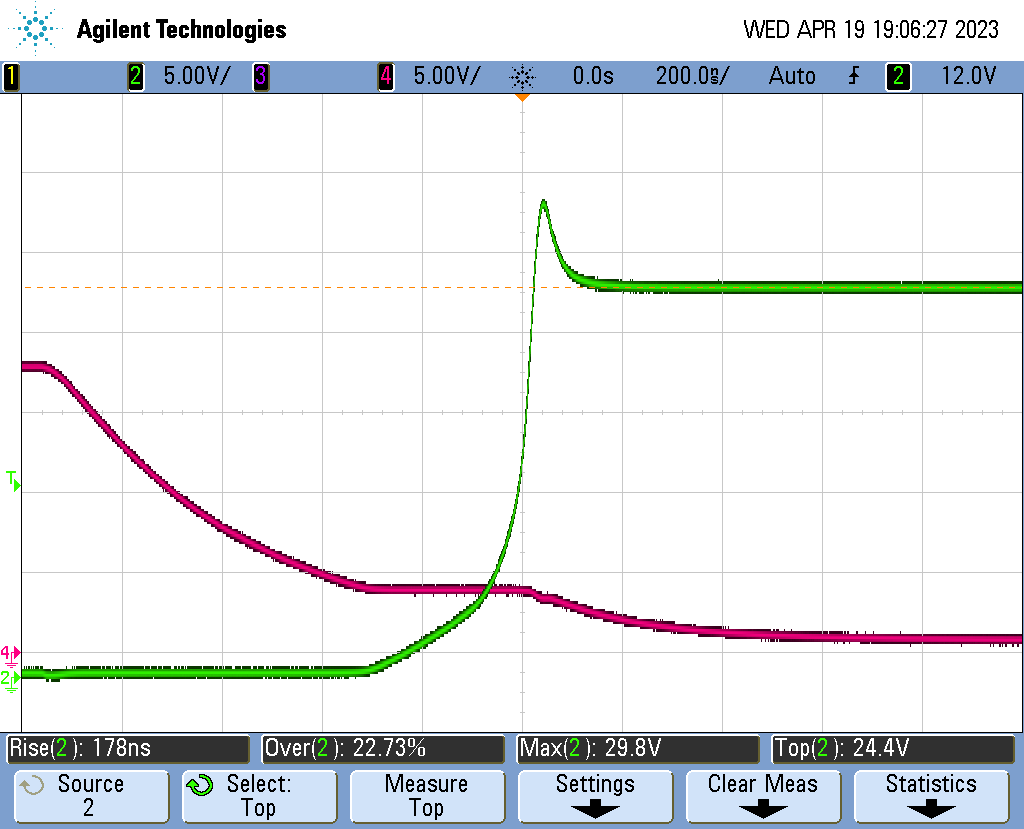 Agilent Technologies
WED APR 19 19:06:27 2023
1 2 5.00V/ 3 4 5.00V/ 0.0s 200.0ns/ Auto 2 12.0V
T
4
2
Rise(2): 178ns Over(2): 22.73% Max(2): 29.8V Top(2): 24.4V
Source
2
Select:
Top
Measure
Top
Settings
Clear Meas
Statistics